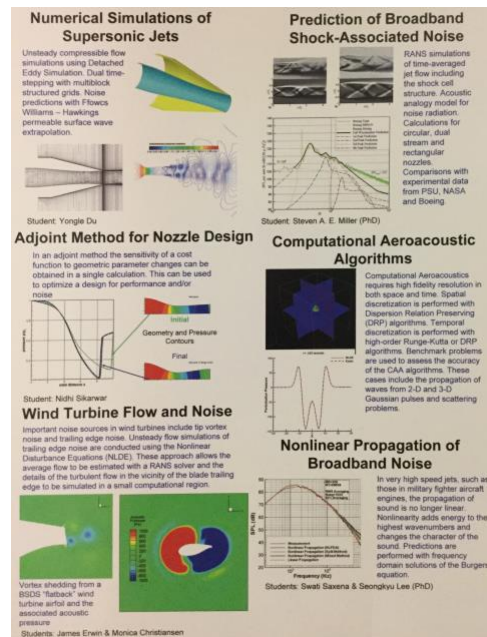 Numerical Simulations of
Supersonic Jets
Unsteady compressible flow
simulations using Detached
Eddy Simulation. Dual time-
stepping with multiblock
structured grids. Noise
predictions with Ffowcs
Williams – Hawkings
permeable surface wave
extrapolation.
Student: Yongle Du
Adjoint Method for Nozzle Design
In an adjoint method the sensitivity of a cost
function to geometric parameter changes can be
obtained in a single calculation. This can be used
to optimize a design for performance and/or
noise
Initial
Geometry and Pressure
Contours
Final
Student: Nidhi Sikarwar
Wind Turbine Flow and Noise
Important noise sources in wind turbines include tip vortex
noise and trailing edge noise. Unsteady flow simulations of
trailing edge noise are conducted using the Nonlinear
Disturbance Equations (NLDE). These approach allows the
average flow to be estimated with a RANS solver and the
details of the turbulent flow in the vicinity of the blade trailing
edge to be simulated in a small computational region.
Vortex shedding from a
BSDS "flatback" wind
turbine airfoil and the
associated acoustic
pressure
Students: James Erwin & Monica Christiansen
Prediction of Broadband
Shock-Associated Noise
RANS simulations
of time-averaged
jet flow including
the shock cell
structure. Acoustic
analogy model for
noise radiation.
Calculations for
circular, dual
stream and
rectangular
nozzles.
Comparisons with
experimental data
from PSU, NASA
and Boeing.
Student: Steven A. E. Miller (PhD)
Computational Aeroacoustic
Algorithms
Computational Aeroacoustics
requires high fidelity resolution in
both space and time. Spatial
discretization is performed with
Dispersion Relation Preserving
(DRP) algorithms. Temporal
discretization is performed with
high-order Runge-Kutta or DRP
algorithms. Benchmark problems
are used to assess the accuracy
of the CAA algorithms. These
cases include the propagation of
waves from 2-D and 3-D
Gaussian pulses and scattering
problems.
Nonlinear Propagation of
Broadband Noise
SPL (dB)
Frequency (Hz)
In very high speed jets, such as
those in military fighter aircraft
engines, the propagation of
sound is no longer linear.
Nonlinearity adds energy to the
highest wavenumbers and
changes the character of the
sound. Predictions are
performed with frequency
domain solutions of the Burgers
equation.
Students: Swati Saxena & Seongkyu Lee (PhD)